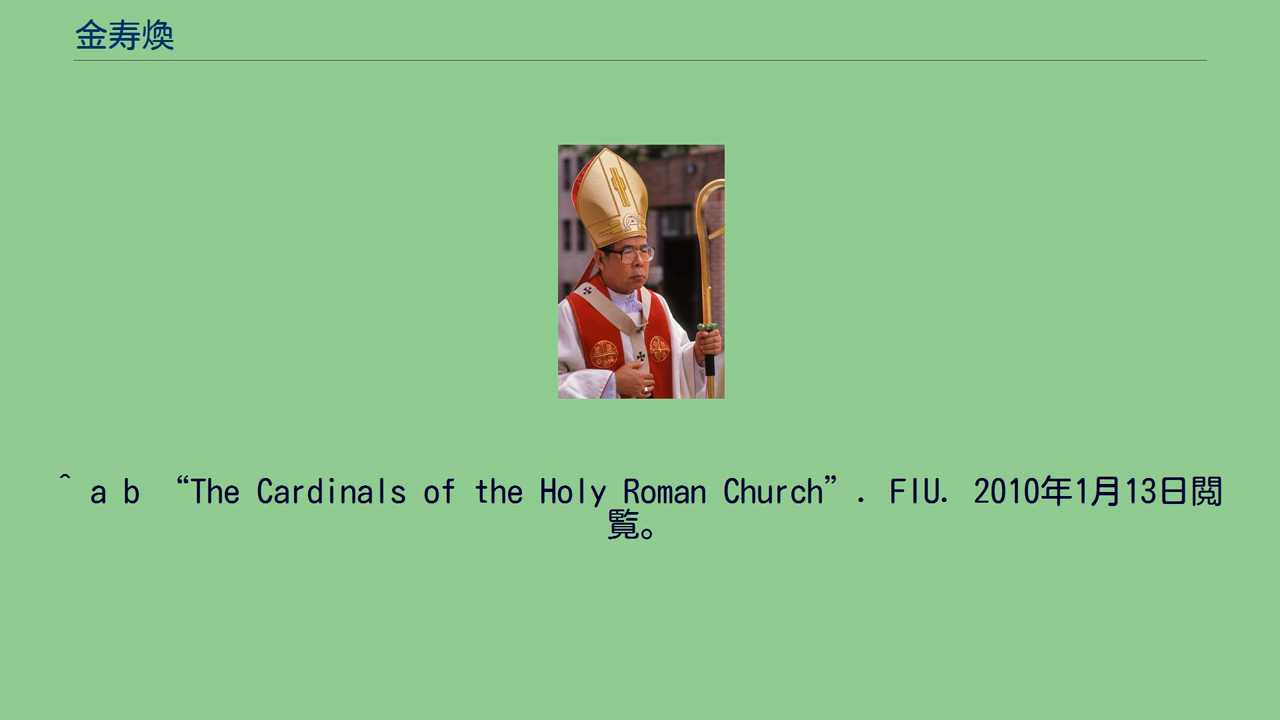 金寿煥
^ a b “The Cardinals of the Holy Roman Church”. FIU. 2010年1月13日閲
覧。